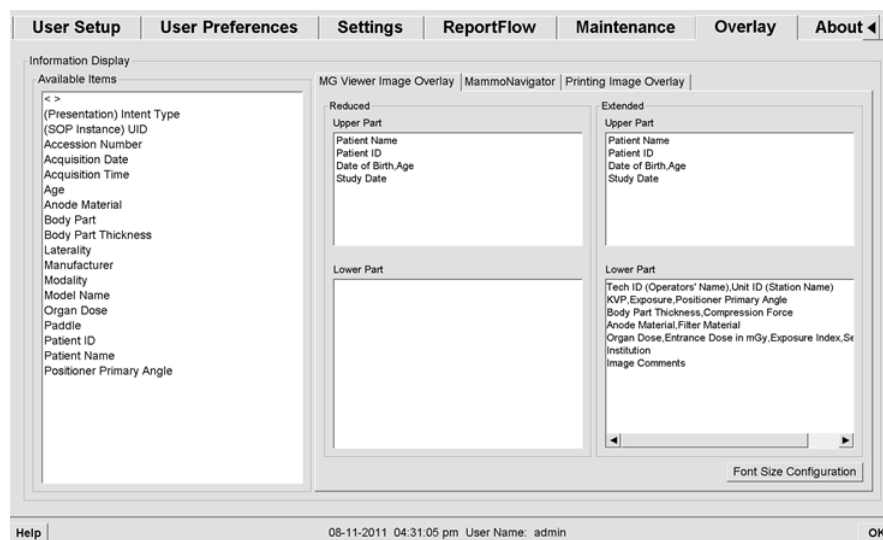 User Setup User Preferences Settings ReportFlow Maintenance Overlay About
Information Display
Available Items
< >
(Presentation) Intent Type
(SOP Instance) UID
Accession Number
Acquisition Date
Acquisition Time
Age
Anode Material
Body Part
Body Part Thickness
Laterality
Manufacturer
Modality
Model Name
Organ Dose
Paddle
Patient ID
Patient Name
Positioner Primary Angle
MG Viewer Image Overlay MammoNavigator Printing Image Overlay
Reduced
Upper Part
Patient Name
Patient ID
Date of Birth,Age
Study Date
Lower Part
Extended
Upper Part
Patient Name
Patient ID
Date of Birth,Age
Study Date
Lower Part
Tech ID (Operators' Name),Unit ID (Station Name)
KVP,Exposure,Positioner Primary Angle
Body Part Thickness,Compression Force
Anode Material,Filter Material
Organ Dose,Entrance Dose in mGy,Exposure Index,Se
Institution
Image Comments
Font Size Configuration
Help 08-11-2011 04:31:05 pm User Name: admin OK